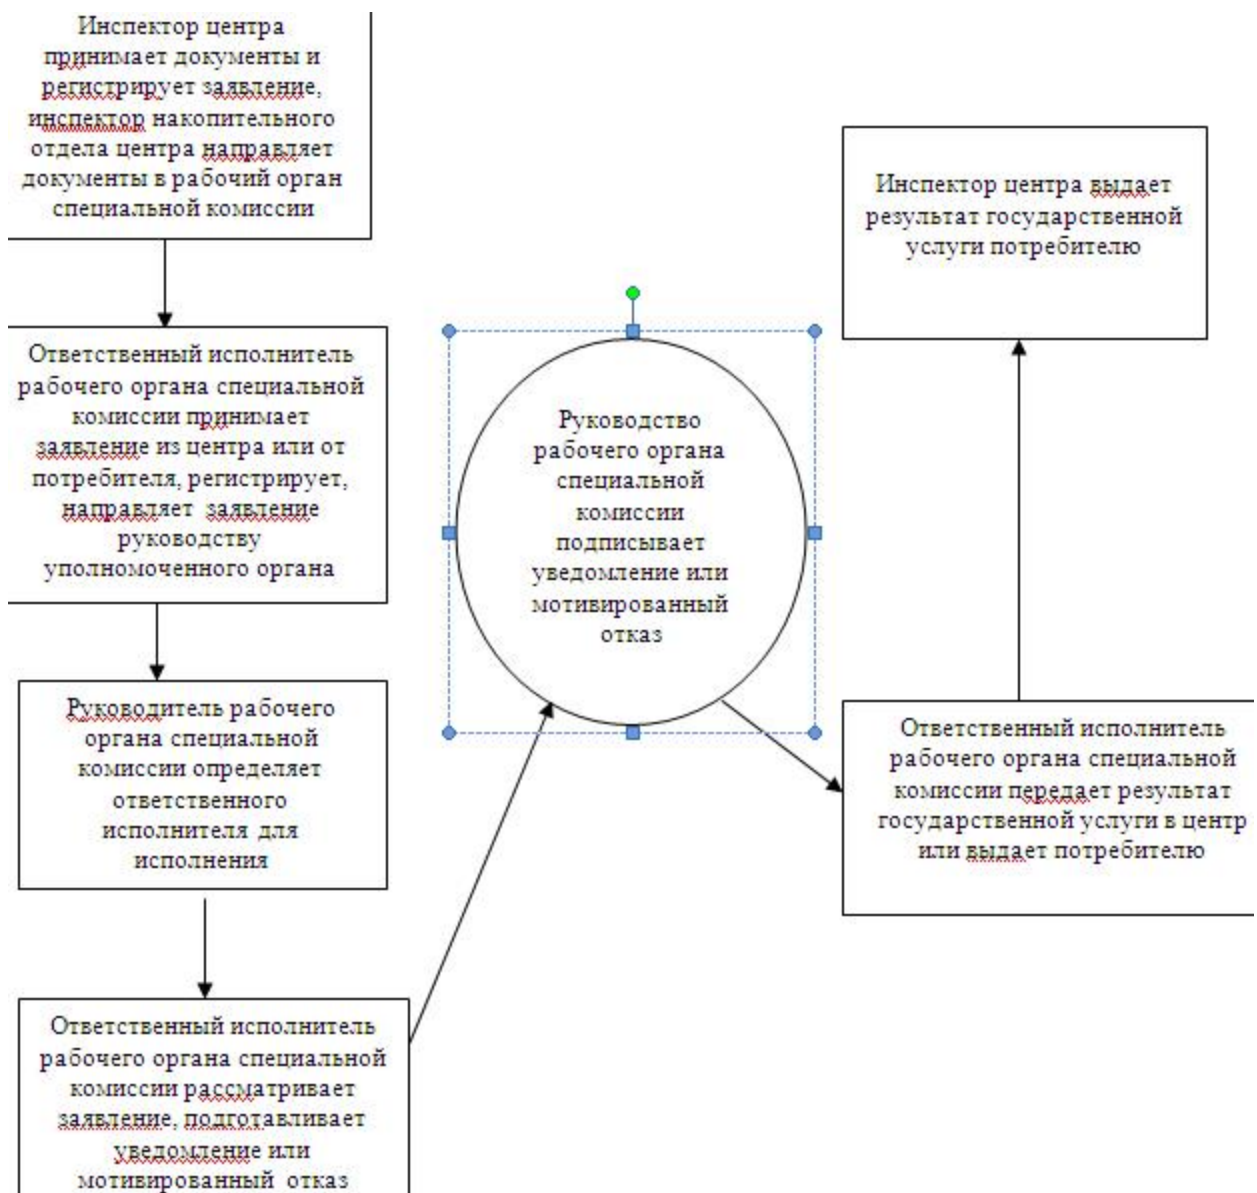 Инспектор центра
принимает документы и
регистрирует заявление,
инспектор накопительного
отдела центра направляет
документы в рабочий орган
специальной комиссии
Ответственный исполнитель
рабочего органа специальной
комиссии принимает
заявление из центра или от
потребителя, регистрирует,
направляет заявление
руководству
уполномоченного органа
Руководитель рабочего
органа специальной
комиссии определяет
ответственного
исполнителя для
исполнения
Ответственный исполнитель
рабочего органа специальной
комиссии рассматривает
заявление, подготавливает
уведомление или
мотивированный отказ
Руководство
рабочего органа
специальной
комиссии
подписывает
уведомление или
мотивированный
отказ
Ответственный исполнитель
рабочего органа специальной
комиссии передает результат
государственной услуги в центр
или выдает потребителю
Инспектор центра выдает
результат государственной
услуги потребителю